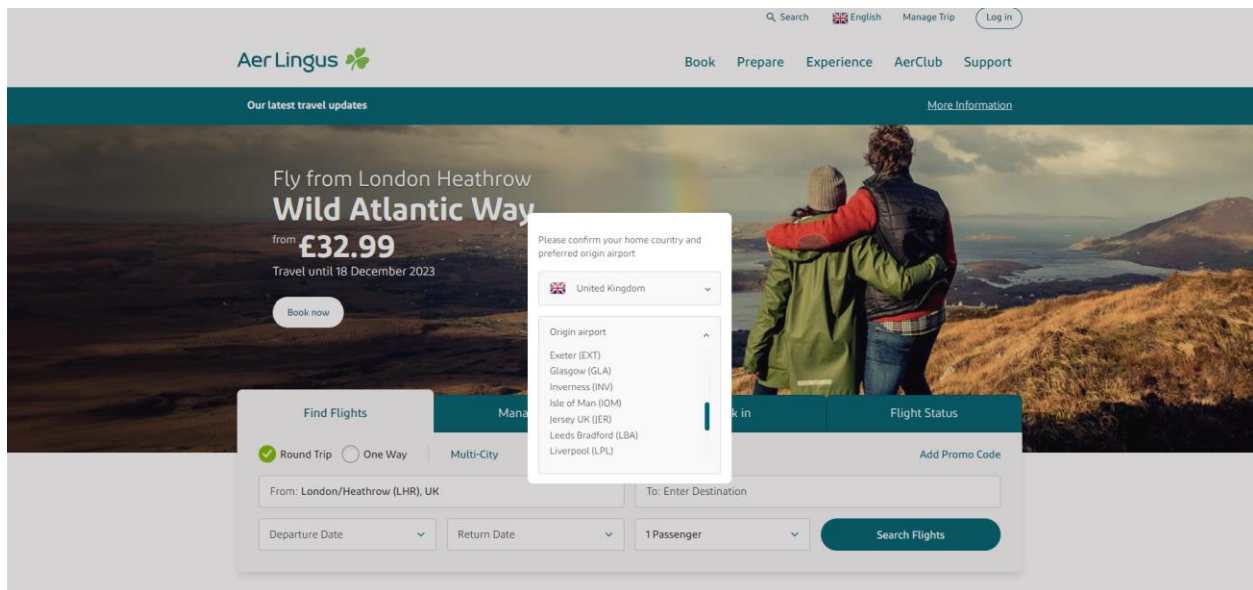 Search English Manage Trip Log in
Aer Lingus
Book Prepare Experience AerClub Support
Our latest travel updates More Information
Fly from London Heathrow
Wild Atlantic Way
from £32.99
Travel until 18 December 2023
Book now
Please confirm your home country and
preferred origin airport
United Kingdom
Origin airport
Exeter (EXT)
Glasgow (GLA)
Inverness (INV)
Isle of Man (IOM)
Jersey UK (JER)
Leeds Bradford (LBA)
Liverpool (LPL)
Find Flights Mana k in Flight Status
Round Trip One Way Multi-City Add Promo Code
From: London/Heathrow (LHR), UK To: Enter Destination
Departure Date Return Date 1 Passenger Search Flights